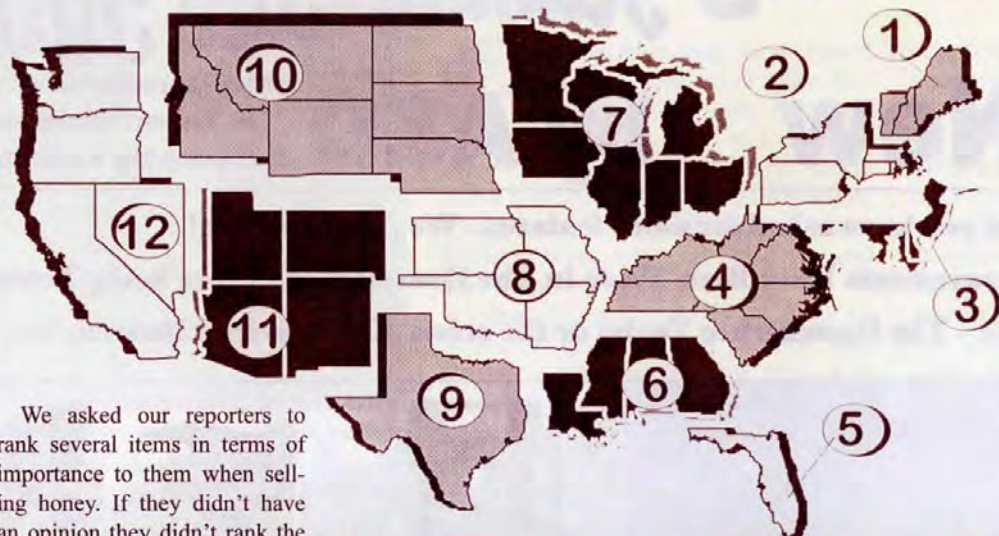 1
2
10
7
12
8
4
3
11
6
9
5
We asked our reporters to
rank several items in terms of
importance to them when sell-
ing honey. If they didn't have
an opinion they didn't rank the